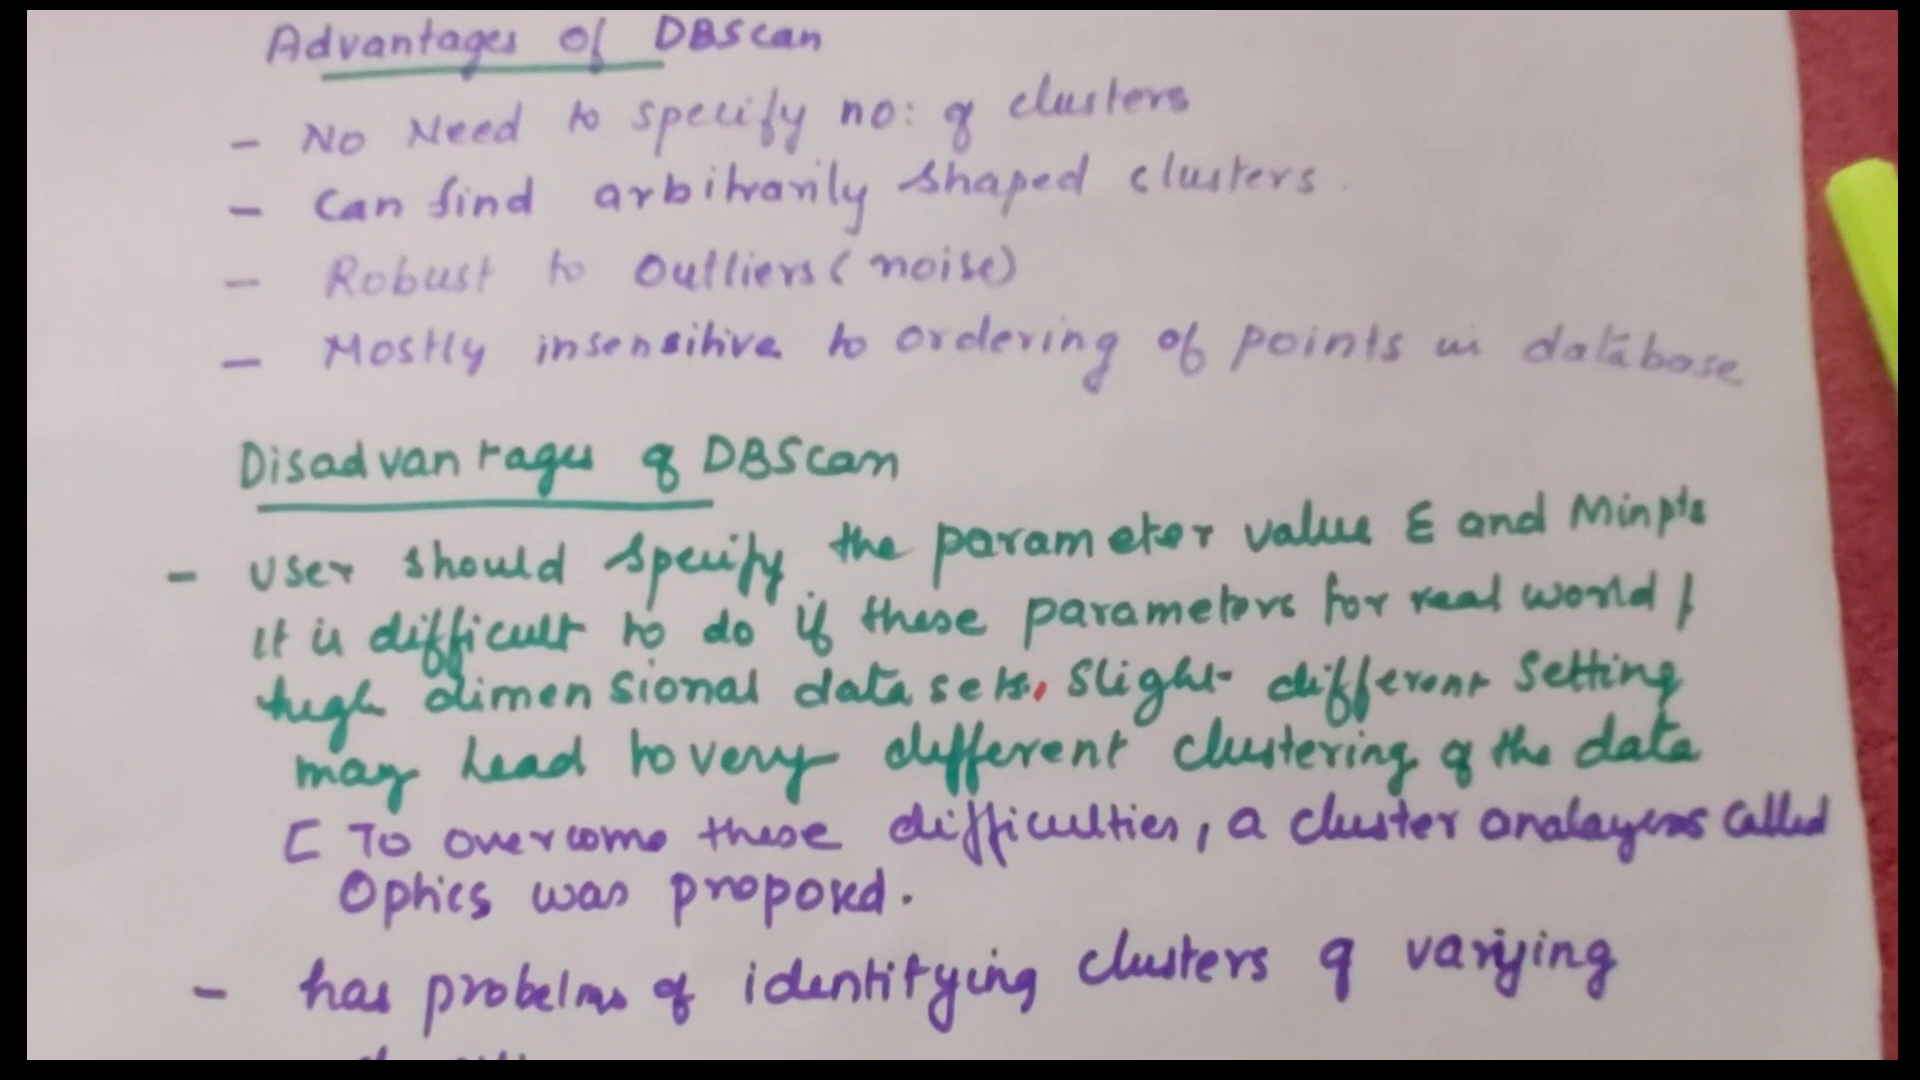 Advantages of DBScan
- No Need to specify no: of clusters
- Can find arbitrarily shaped clusters.
- Robust to Outliers (noise)
- Mostly insensitive to ordering of points in database
Disadvantages of DBScan
- User should specify the parameter value ε and Minpts
It is difficult to do if these parameters for real world /
high dimensional data sets. Slight different Setting
may lead to very different clustering of the data
[ To overcome these difficulties, a cluster analayses called
Optics was proposed.
- has probelms of identifying clusters of varying